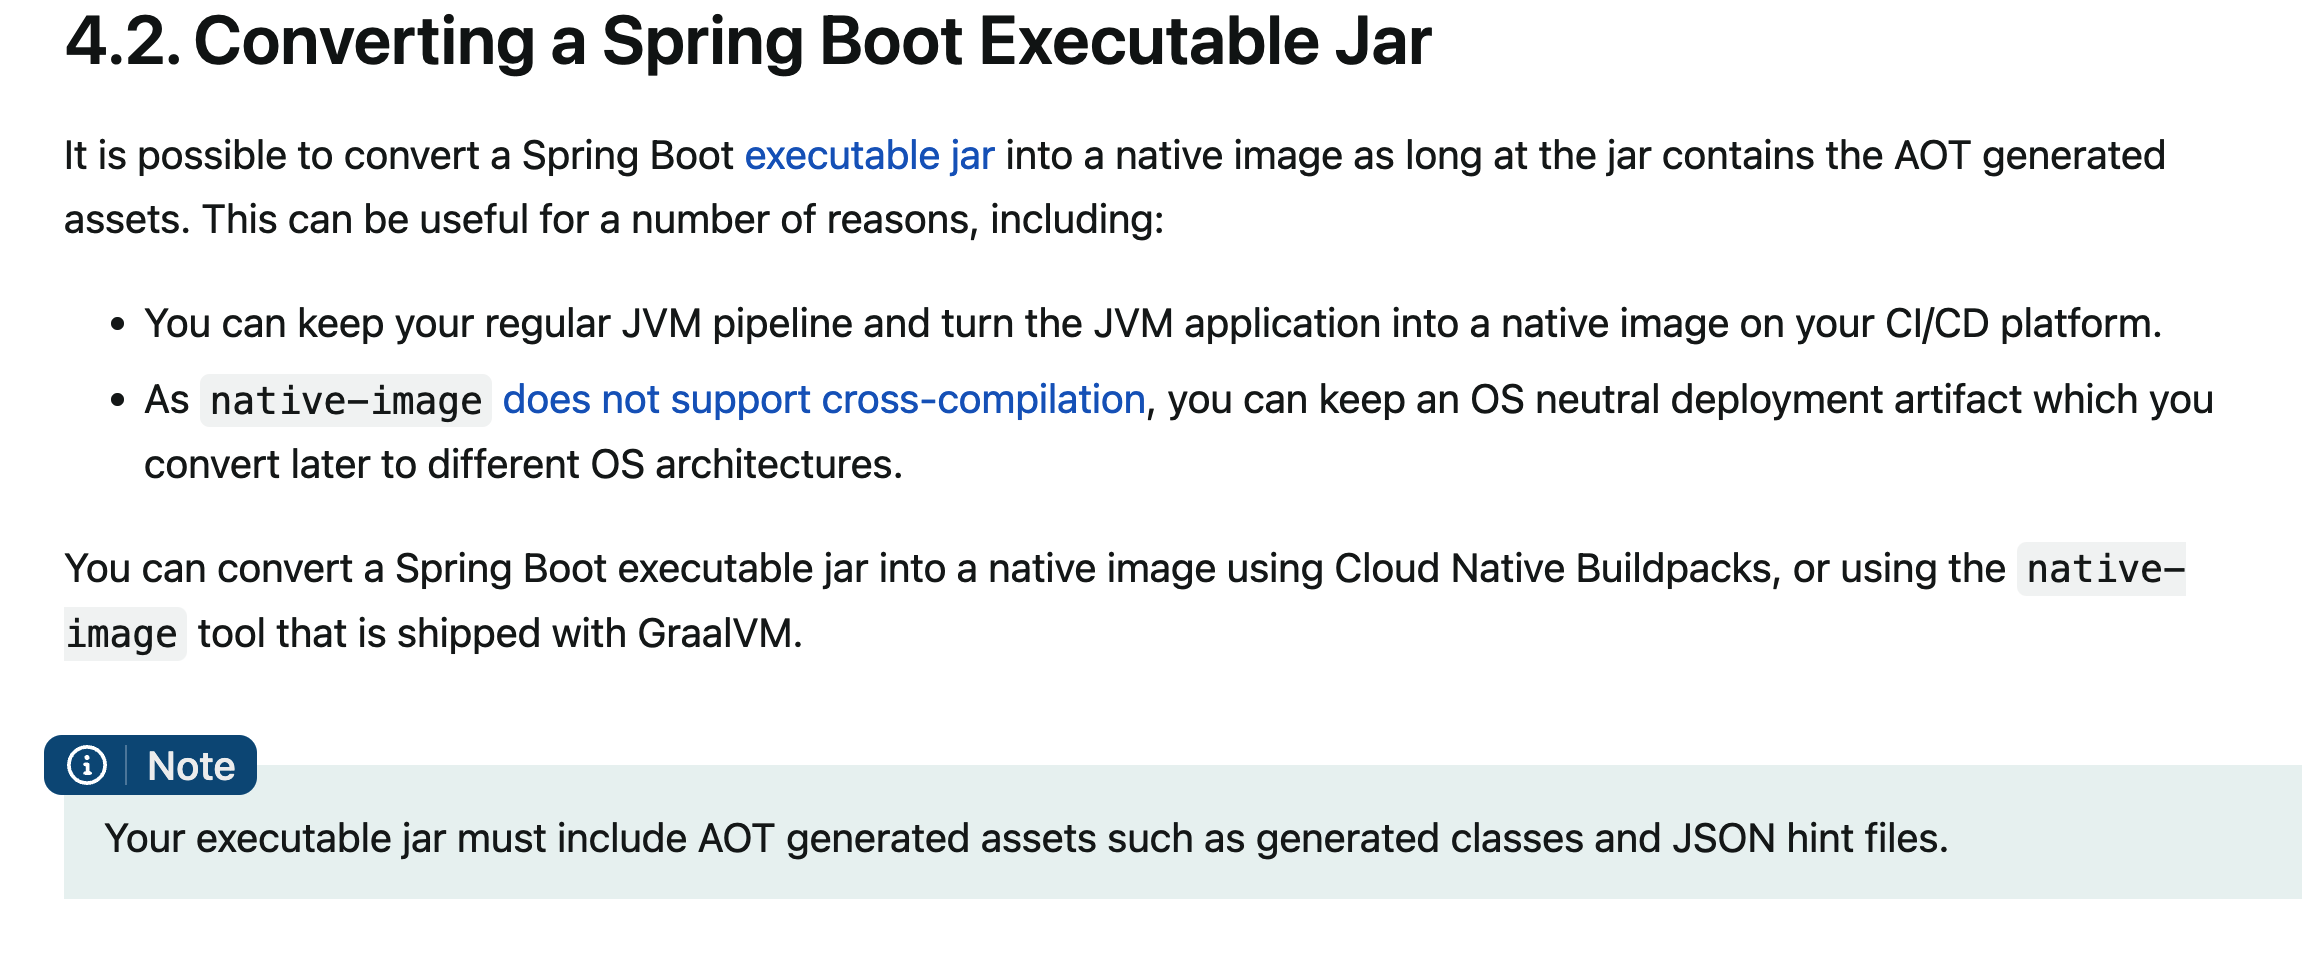 4.2. Converting a Spring Boot Executable Jar
It is possible to convert a Spring Boot executable jar into a native image as long at the jar contains the AOT generated
assets. This can be useful for a number of reasons, including:
• You can keep your regular JVM pipeline and turn the JVM application into a native image on your CI/CD platform.
• As native-image does not support cross-compilation, you can keep an OS neutral deployment artifact which you
convert later to different OS architectures.
You can convert a Spring Boot executable jar into a native image using Cloud Native Buildpacks, or using the native-
image tool that is shipped with GraalVM.
Note
Your executable jar must include AOT generated assets such as generated classes and JSON hint files.